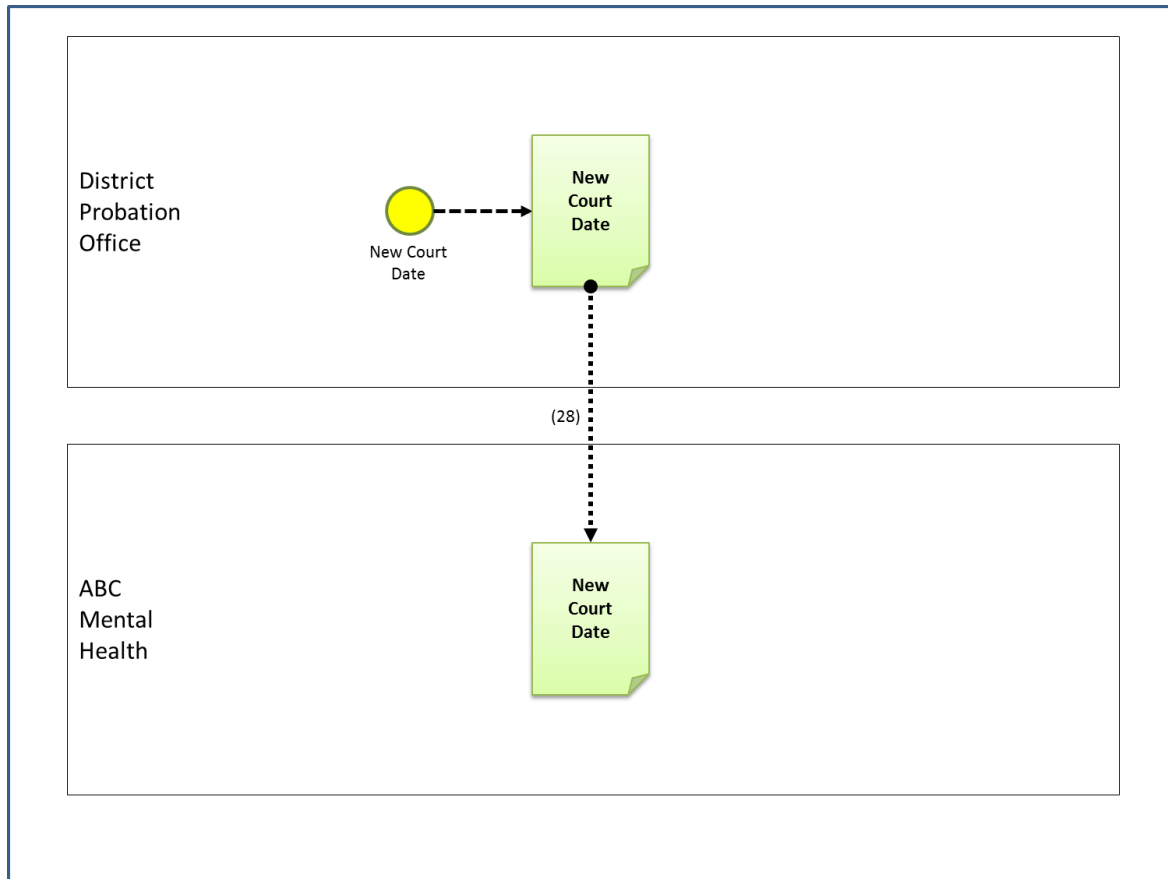 District
Probation
Office
New Court
Date
New
Court
Date
(28)
ABC
Mental
Health
New
Court
Date